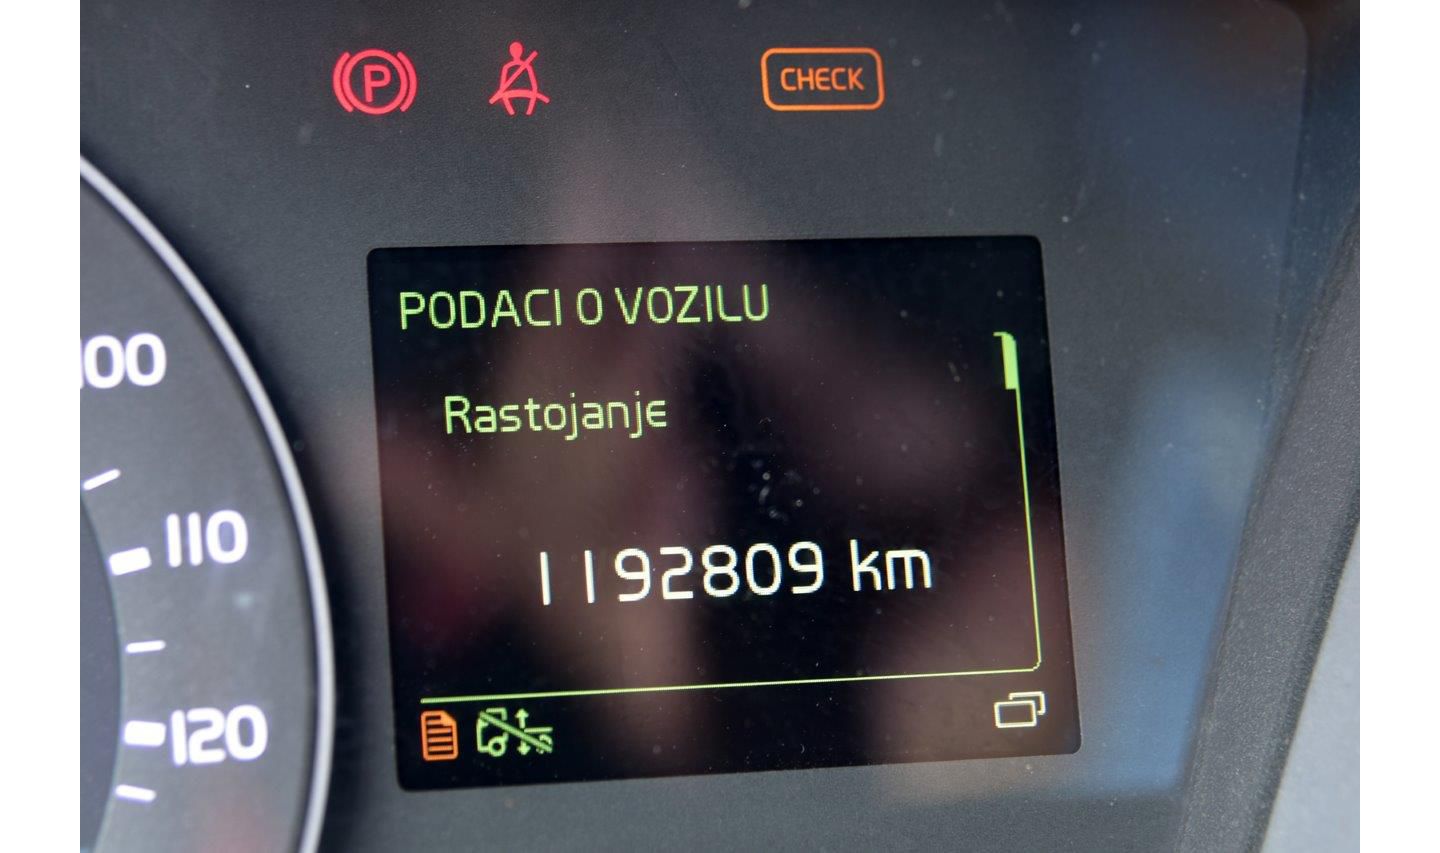 P
CHECK
PODACI O VOZILU
Rastojanje
1192809 km
100
110
120